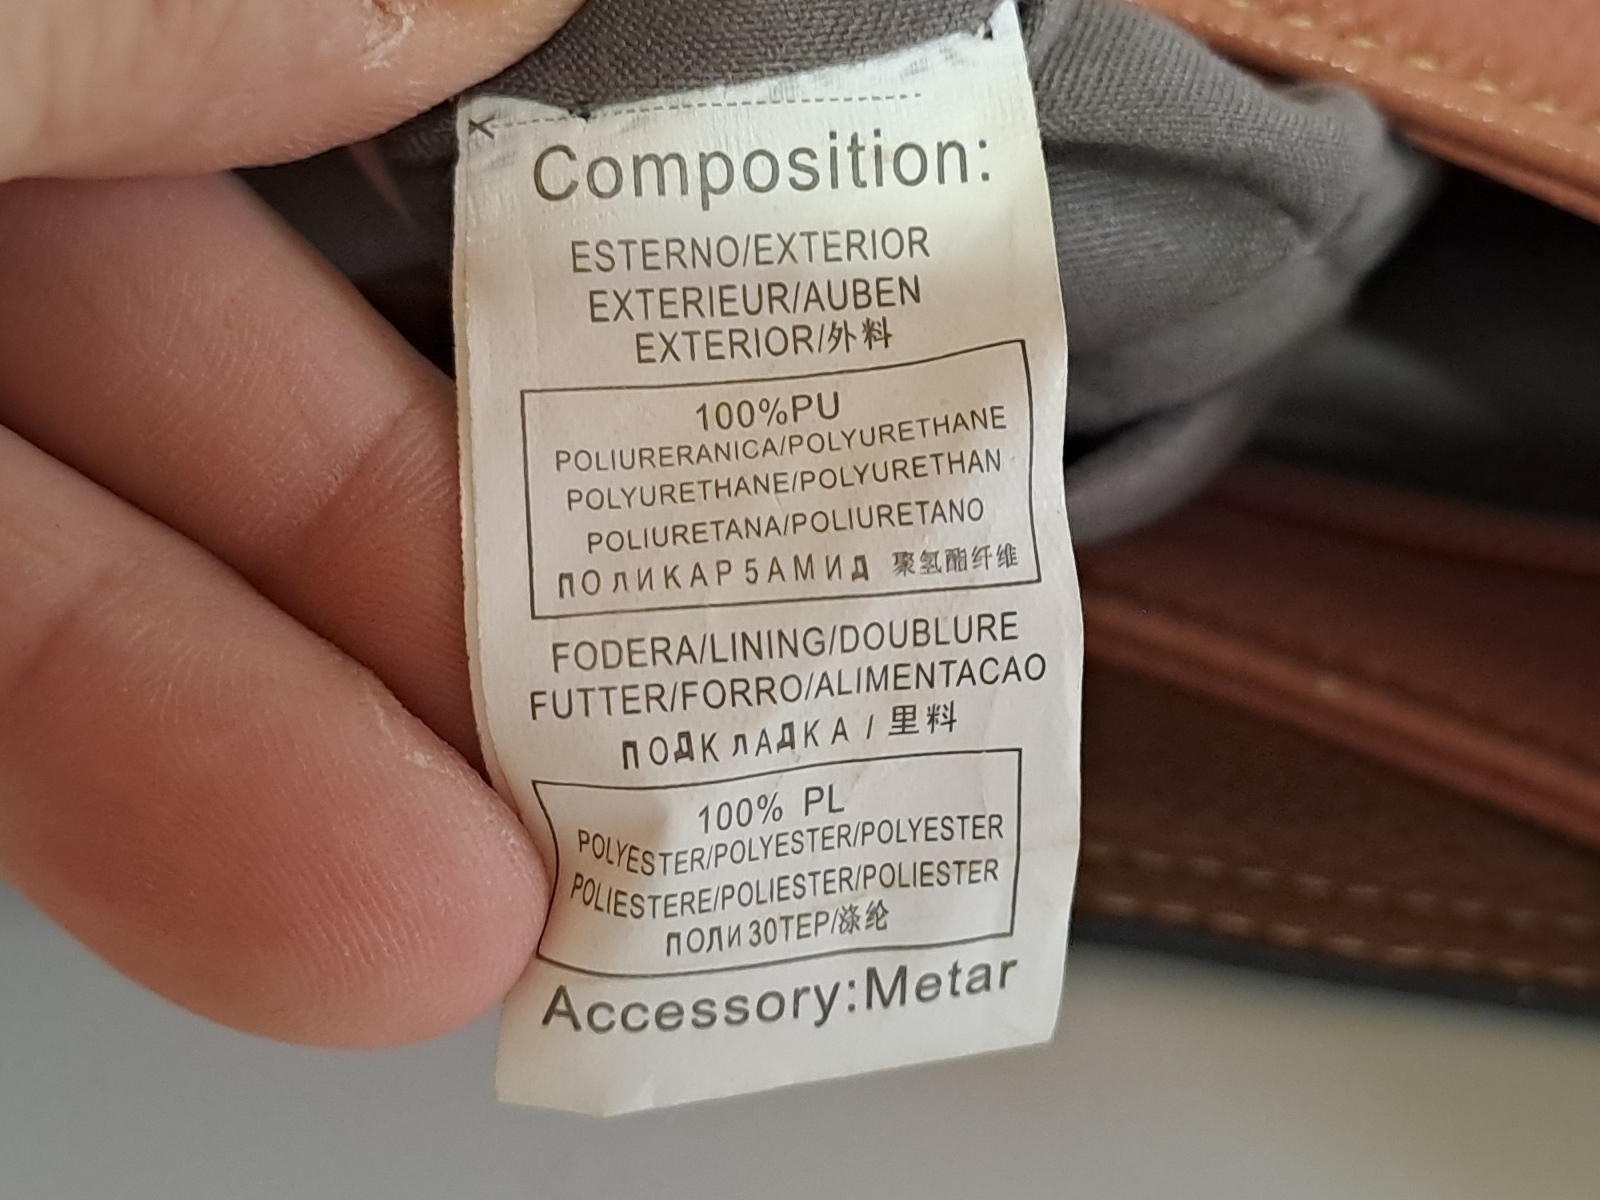 Composition:
ESTERNO/EXTERIOR
EXTERIEUR/AUBEN
EXTERIOR/外料
100%PU
POLIURERANICA/POLYURETHANE
POLYURETHANE/POLYURETHAN
POLIURETANA/POLIURETANO
ПОЛИКАР5АМИД 聚氢酯纤维
FODERA/LINING/DOUBLURE
FUTTER/FORRO/ALIMENTACAO
ПОДКЛАДКА/里料
100% PL
POLYESTER/POLYESTER/POLYESTER
POLIESTERE/POLIESTER/POLIESTER
ПОЛИЗОТЕР/涤纶
Accessory:Metar